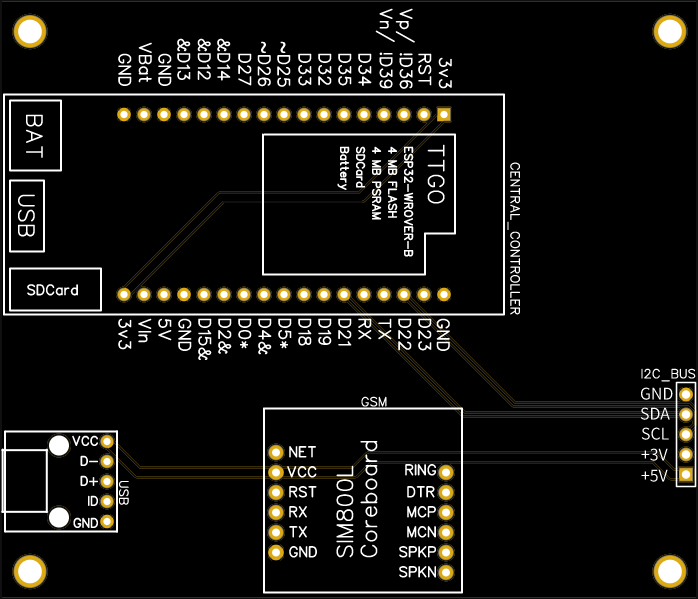 GND
VBat
GND
&D13
&D12
&D14
D27
~D26
~D25
D33
D32
D35
D34
Vn/
!D39
Vp/
!D36
RST
3v3
BAT
USB
SDCard
TTGO
ESP32-WROVER-B
4 MB FLASH
4 MB PSRAM
SDCard
Battery
CENTRAL_CONTROLLER
3v3
VIn
5V
GND
D15&
D2&
D0*
D4&
D5*
D18
D19
D21
RX
TX
D22
D23
GND
I2C_BUS
GND
SDA
SCL
+3V
+5V
VCC
D-
D+
ID
GND
USB
GSM
NET
VCC
RST
RX
TX
GND
SIM800L
Coreboard
RING
DTR
MCP
MCN
SPKP
SPKN